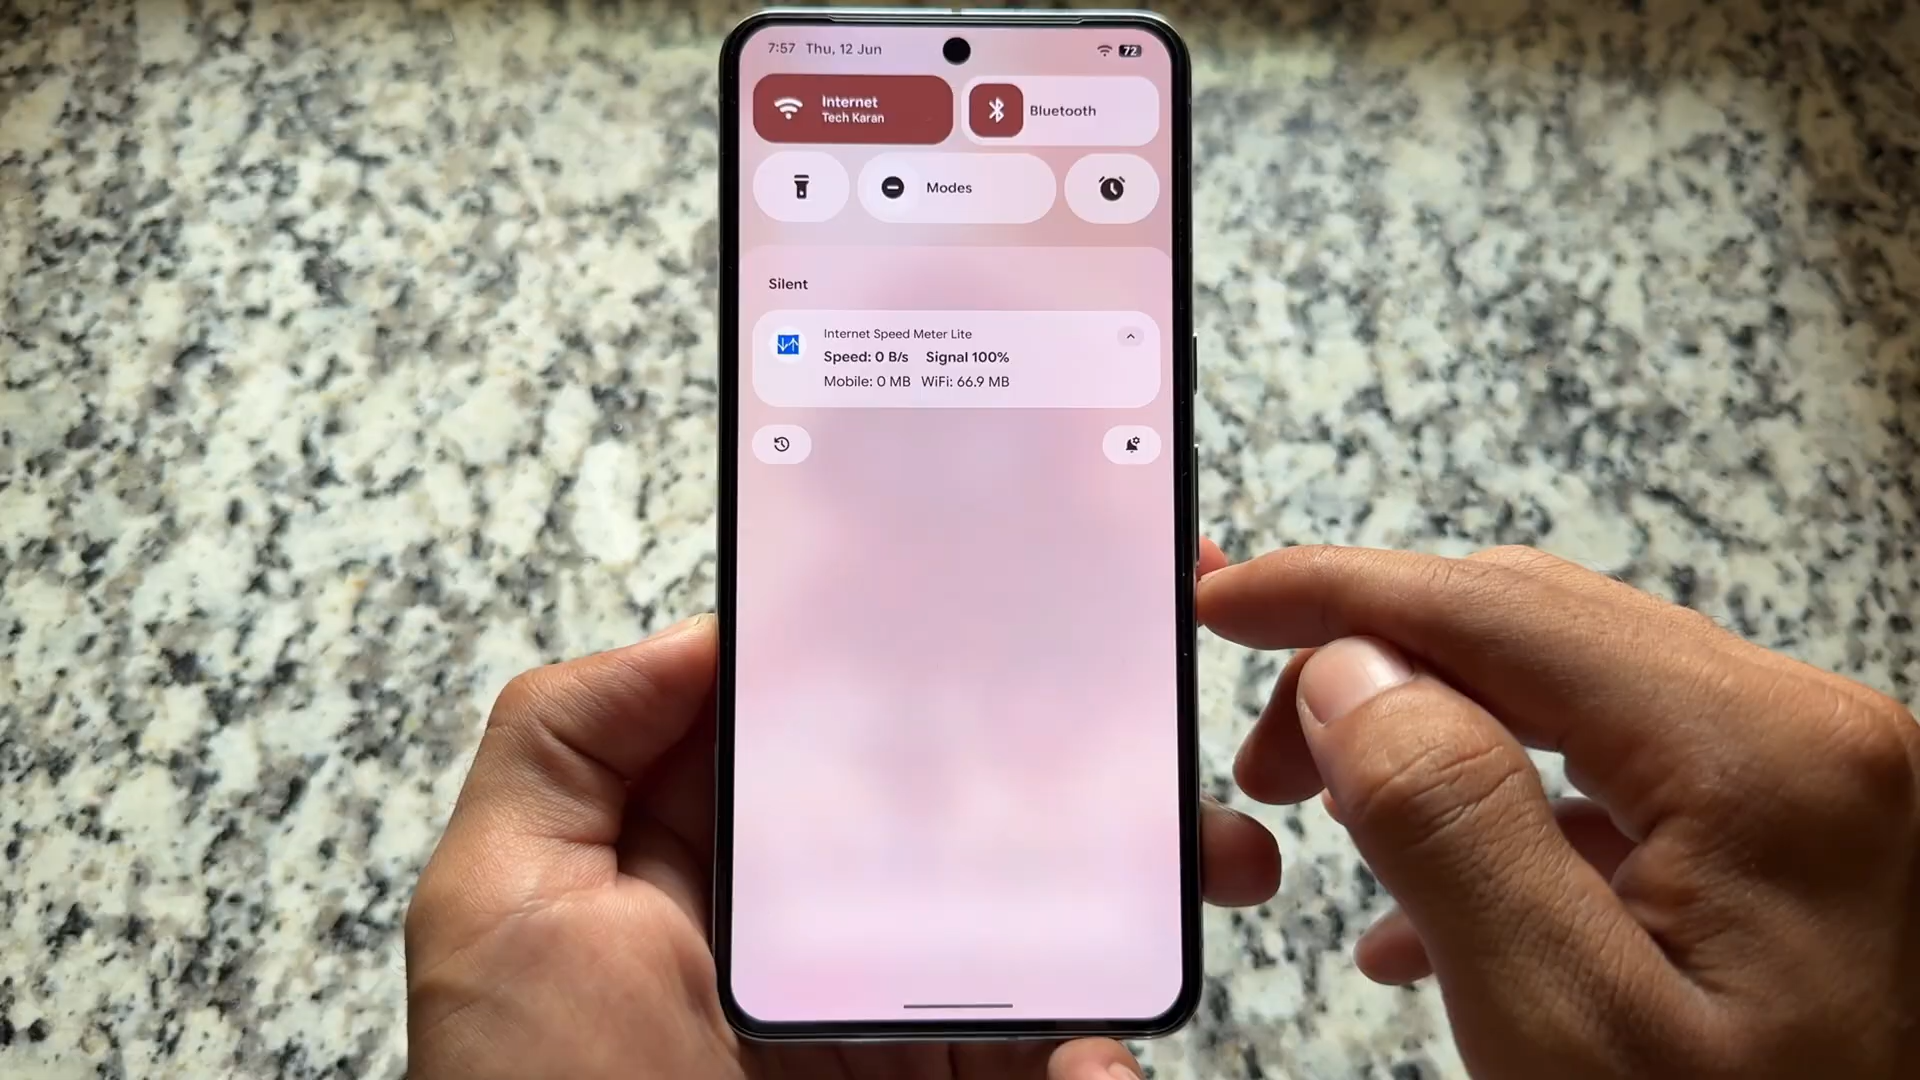 7:57 Thu, 12 Jun
72
Internet
Tech Karan
Bluetooth
Modes
Silent
Internet Speed Meter Lite
Speed: 0 B/s Signal 100%
Mobile: 0 MB WiFi: 66.9 MB